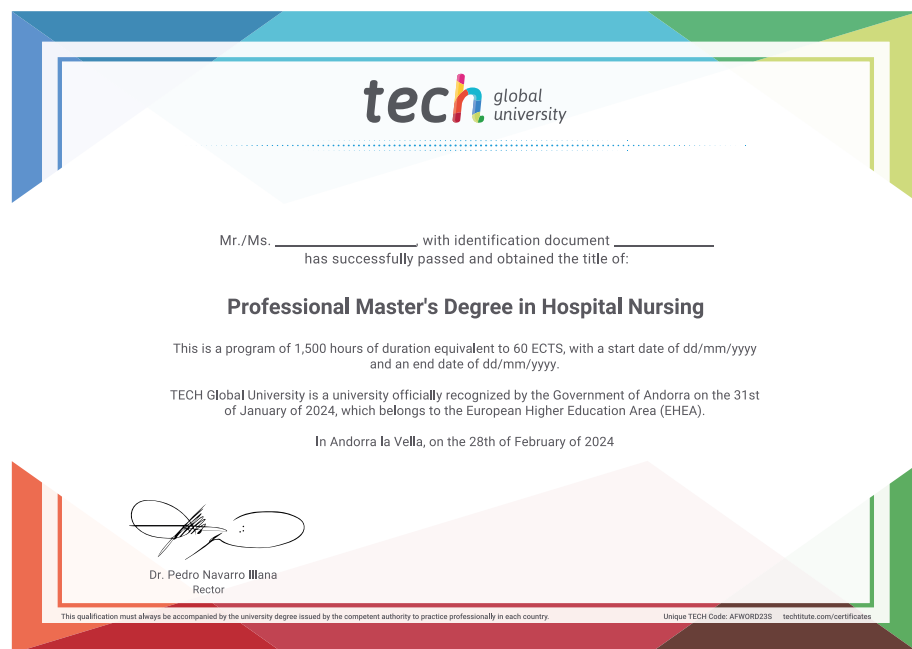 tech global university
Mr./Ms. ____________, with identification document ____________
has successfully passed and obtained the title of:
Professional Master's Degree in Hospital Nursing
This is a program of 1,500 hours of duration equivalent to 60 ECTS, with a start date of dd/mm/yyyy
and an end date of dd/mm/yyyy.
TECH Global University is a university officially recognized by the Government of Andorra on the 31st
of January of 2024, which belongs to the European Higher Education Area (EHEA).
In Andorra la Vella, on the 28th of February of 2024
Dr. Pedro Navarro Illana
Rector
This qualification must always be accompanied by the university degree issued by the competent authority to practice professionally in each country.
Unique TECH Code: AFWORD23S techtitute.com/certificates